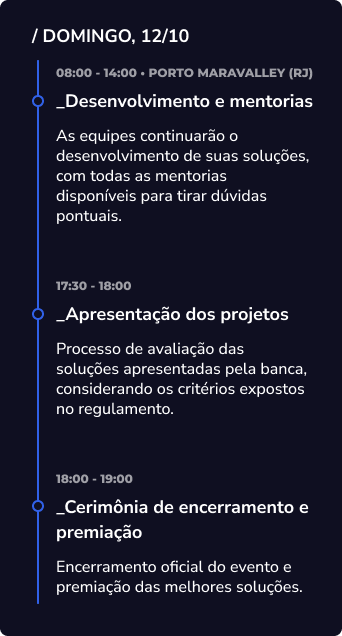 / DOMINGO, 12/10
08:00 - 14:00 • PORTO MARAVALLEY (RJ)
_Desenvolvimento e mentorias
As equipes continuarão o
desenvolvimento de suas soluções,
com todas as mentorias
disponíveis para tirar dúvidas
pontuais.
17:30 - 18:00
_Apresentação dos projetos
Processo de avaliação das
soluções apresentadas pela banca,
considerando os critérios expostos
no regulamento.
18:00 - 19:00
_Cerimônia de encerramento e
premiação
Encerramento oficial do evento e
premiação das melhores soluções.